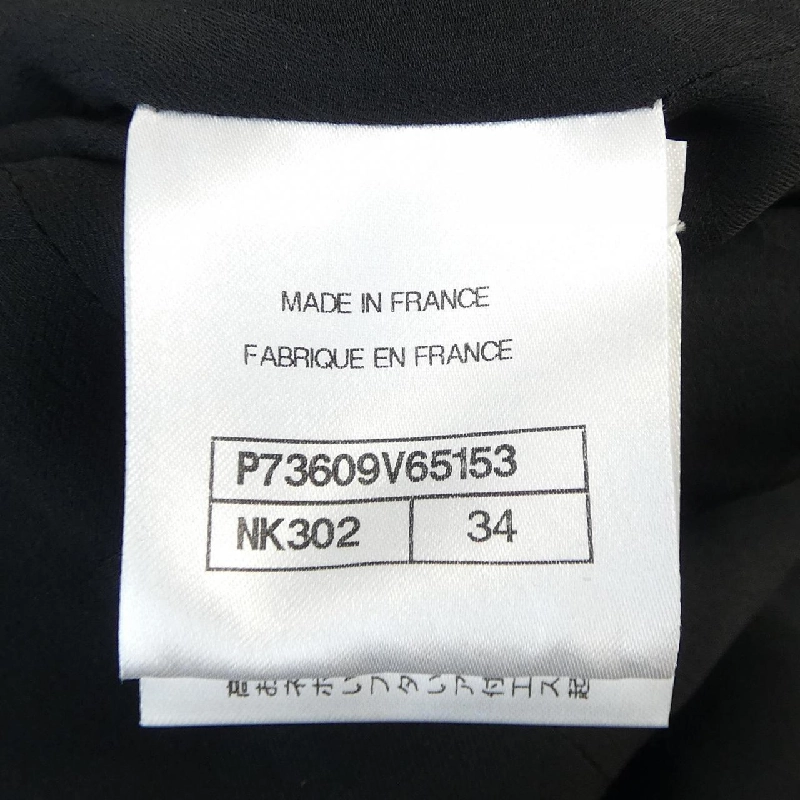 MADE IN FRANCE
FABRIQUE EN FRANCE
P73609V65153
NK302 34